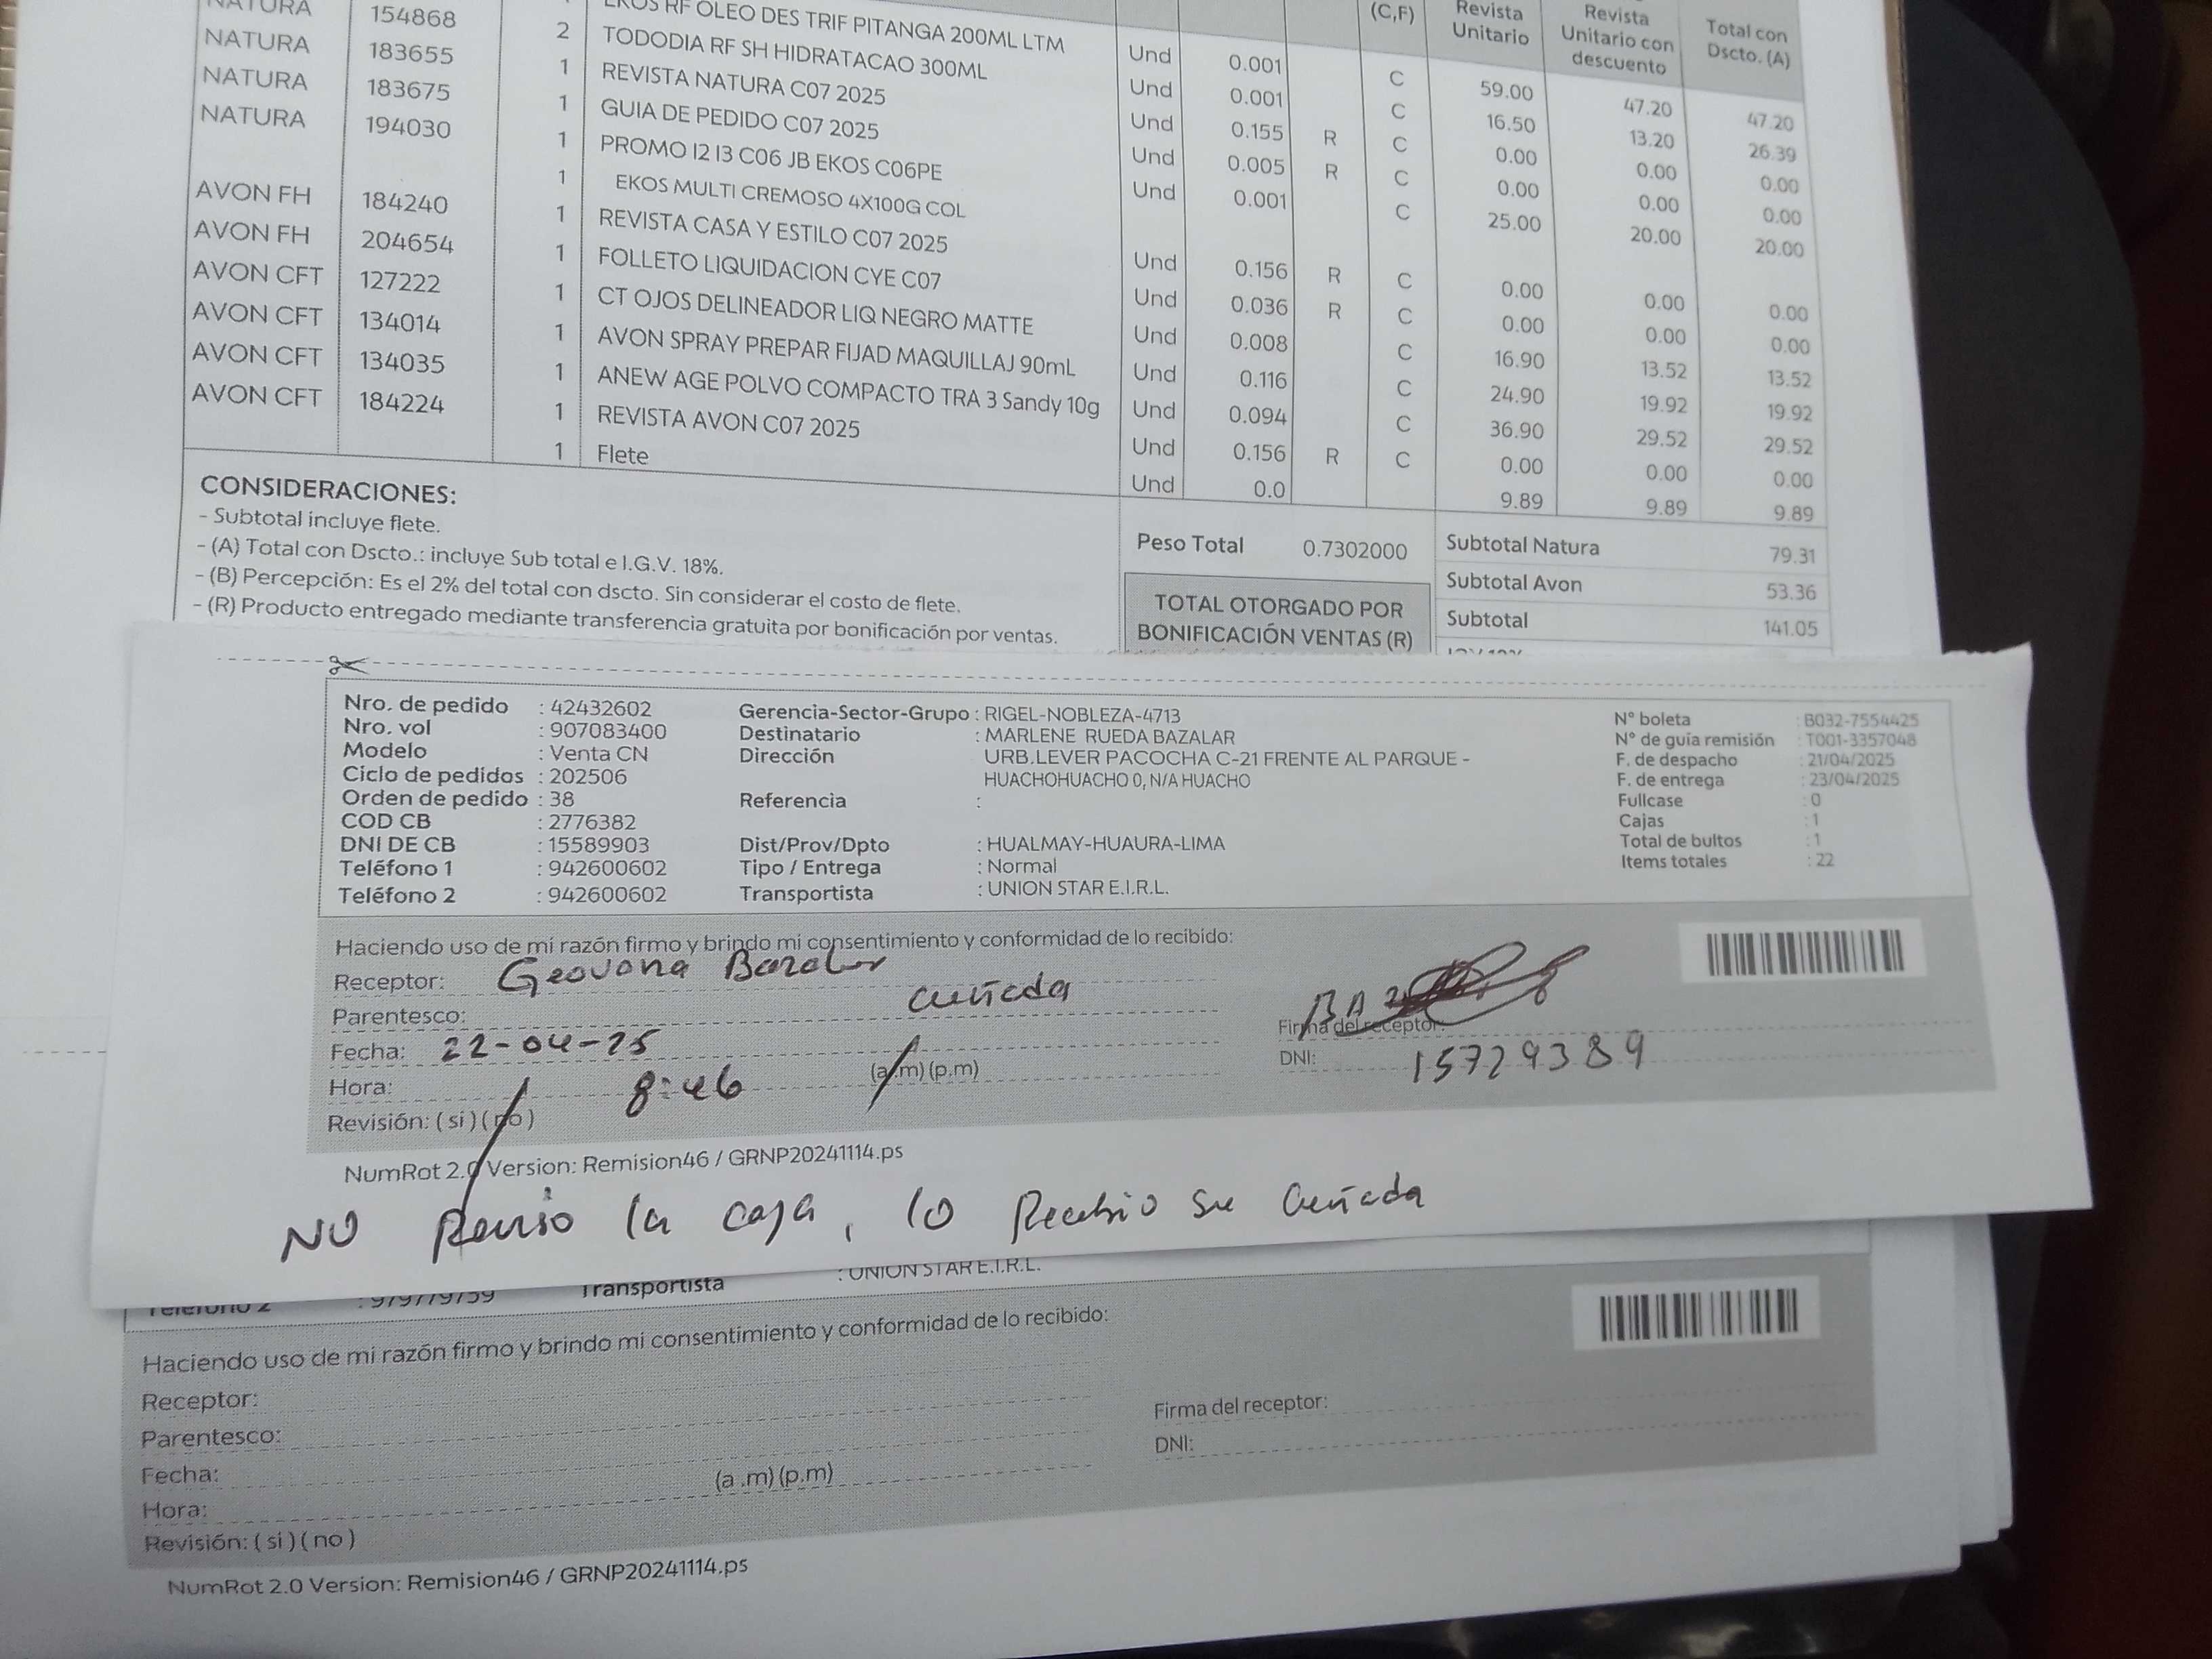 (C,F) Revista Unitario Revista Unitario con descuento Total con Dscto. (A)
NATURA 154868 EKOS RF OLEO DES TRIF PITANGA 200ML LTM Und 0.001 C 59.00 47.20 47.20
NATURA 183655 2 TODODIA RF SH HIDRATACAO 300ML Und 0.001 C 16.50 13.20 26.39
NATURA 183675 1 REVISTA NATURA C07 2025 Und 0.155 R C 0.00 0.00 0.00
NATURA 194030 1 GUIA DE PEDIDO C07 2025 Und 0.005 R C 0.00 0.00 0.00
1 PROMO I2 I3 C06 JB EKOS C06PE Und 0.001 C 25.00 20.00 20.00
1 EKOS MULTI CREMOSO 4X100G COL
AVON FH 184240 1 REVISTA CASA Y ESTILO C07 2025 Und 0.156 R C 0.00 0.00 0.00
AVON FH 204654 1 FOLLETO LIQUIDACION CYE C07 Und 0.036 R C 0.00 0.00 0.00
AVON CFT 127222 1 CT OJOS DELINEADOR LIQ NEGRO MATTE Und 0.008 C 16.90 13.52 13.52
AVON CFT 134014 1 AVON SPRAY PREPAR FIJAD MAQUILLAJ 90mL Und 0.116 C 24.90 19.92 19.92
AVON CFT 134035 1 ANEW AGE POLVO COMPACTO TRA 3 Sandy 10g Und 0.094 C 36.90 29.52 29.52
AVON CFT 184224 1 REVISTA AVON C07 2025 Und 0.156 R C 0.00 0.00 0.00
1 Flete Und 0.0 9.89 9.89 9.89
CONSIDERACIONES:
- Subtotal incluye flete.
- (A) Total con Dscto.: incluye Sub total e I.G.V. 18%.
- (B) Percepción: Es el 2% del total con dscto. Sin considerar el costo de flete.
- (R) Producto entregado mediante transferencia gratuita por bonificación por ventas.
Peso Total 0.7302000
TOTAL OTORGADO POR
BONIFICACIÓN VENTAS (R)
Subtotal Natura 79.31
Subtotal Avon 53.36
Subtotal 141.05
Nro. de pedido : 42432602
Nro. vol : 907083400
Modelo : Venta CN
Ciclo de pedidos : 202506
Orden de pedido : 38
COD CB : 2776382
DNI DE CB : 15589903
Teléfono 1 : 942600602
Teléfono 2 : 942600602
Gerencia-Sector-Grupo : RIGEL-NOBLEZA-4713
Destinatario : MARLENE RUEDA BAZALAR
Dirección URB.LEVER PACOCHA C-21 FRENTE AL PARQUE -
HUACHOHUACHO 0, N/A HUACHO
Referencia :
Dist/Prov/Dpto : HUALMAY-HUAURA-LIMA
Tipo / Entrega : Normal
Transportista : UNION STAR E.I.R.L.
N° boleta : B032-7554425
N° de guía remisión : T001-3357048
F. de despacho : 21/04/2025
F. de entrega : 23/04/2025
Fullcase : 0
Cajas : 1
Total de bultos : 1
Items totales : 22
Haciendo uso de mi razón firmo y brindo mi consentimiento y conformidad de lo recibido:
Receptor: Geovana Bazalar
Parentesco: cuñada
Fecha: 22-04-25
Hora: 8:46 (a.m) (p.m)
Revisión: ( si ) ( no )
Firma del receptor:
DNI: 15729389
NumRot 2.0 Version: Remision46 / GRNP20241114.ps
NO Reviso la caja, lo Recibio su cuñada
Teléfono 2 : 979779759 Transportista : UNION STAR E.I.R.L.
Haciendo uso de mi razón firmo y brindo mi consentimiento y conformidad de lo recibido:
Receptor:
Parentesco:
Fecha:
Hora: (a .m) (p.m)
Revisión: ( si ) ( no )
Firma del receptor:
DNI:
NumRot 2.0 Version: Remision46 / GRNP20241114.ps